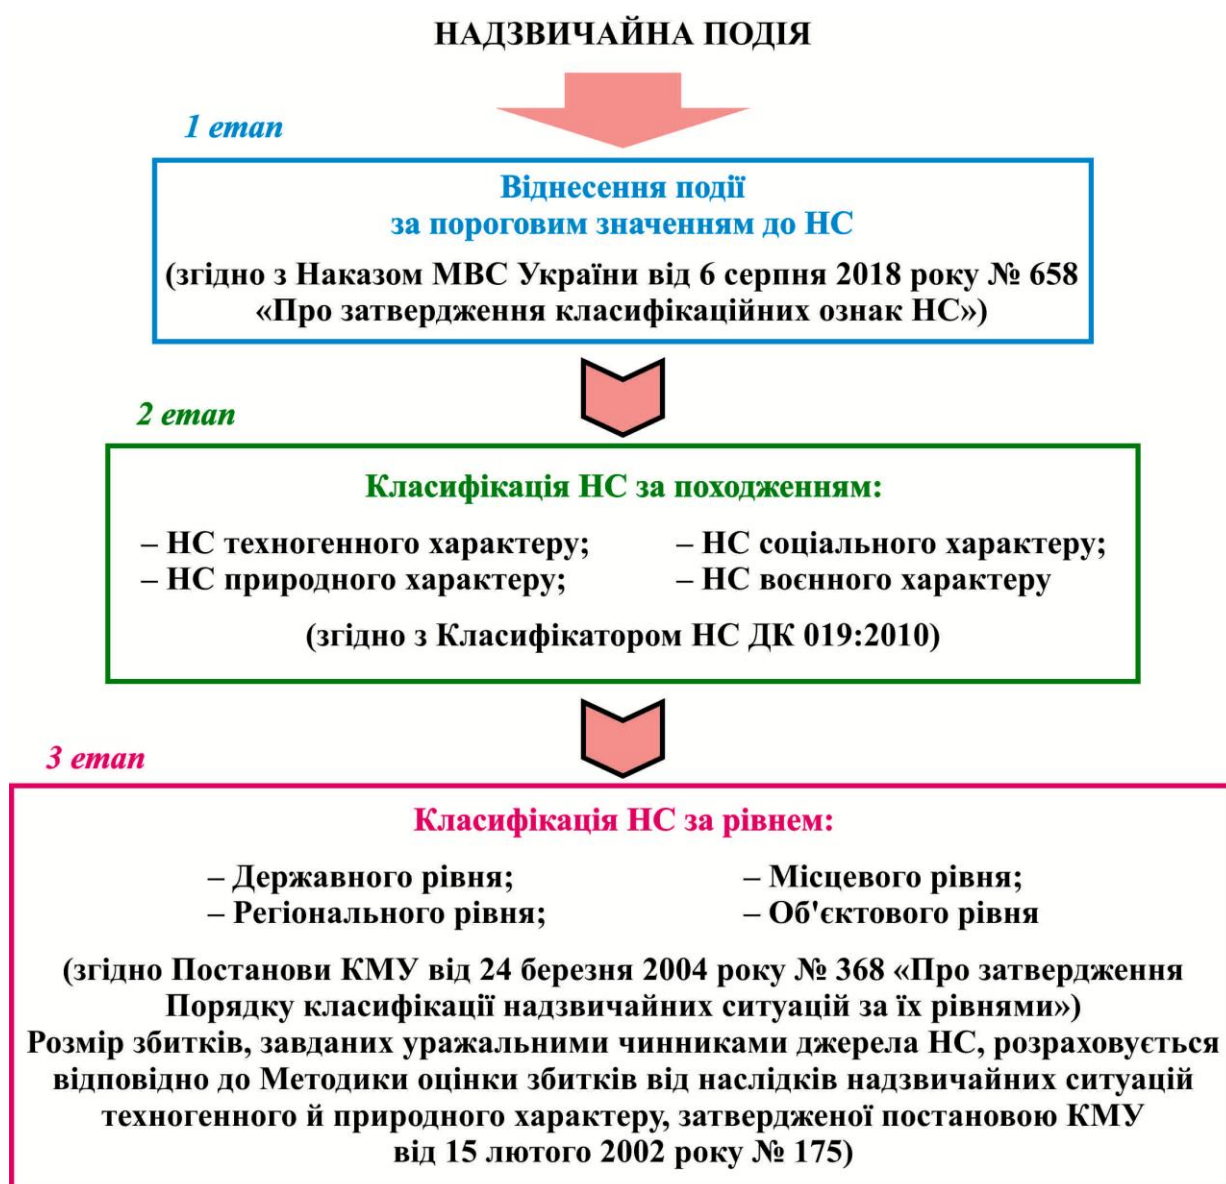 НАДЗВИЧАЙНА ПОДІЯ
1 етап
Віднесення події
за пороговим значенням до НС
(згідно з Наказом МВС України від 6 серпня 2018 року № 658
«Про затвердження класифікаційних ознак НС»)
2 етап
Класифікація НС за походженням:
– НС техногенного характеру; – НС соціального характеру;
– НС природного характеру; – НС воєнного характеру
(згідно з Класифікатором НС ДК 019:2010)
3 етап
Класифікація НС за рівнем:
– Державного рівня; – Місцевого рівня;
– Регіонального рівня; – Об'єктового рівня
(згідно Постанови КМУ від 24 березня 2004 року № 368 «Про затвердження
Порядку класифікації надзвичайних ситуацій за їх рівнями»)
Розмір збитків, завданих уражальними чинниками джерела НС, розраховується
відповідно до Методики оцінки збитків від наслідків надзвичайних ситуацій
техногенного й природного характеру, затвердженої постановою КМУ
від 15 лютого 2002 року № 175)